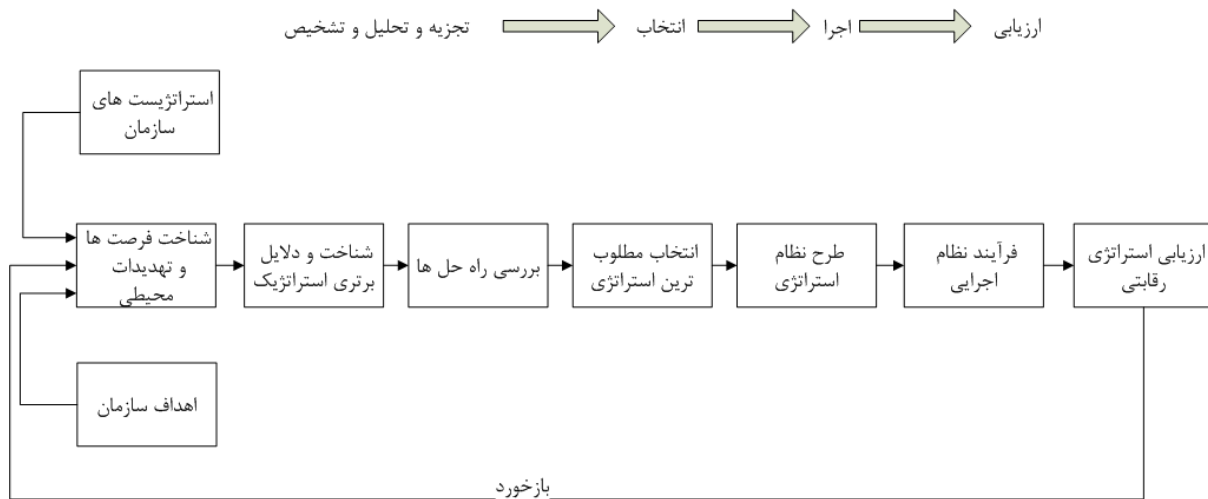 تجزیه و تحلیل و تشخیص
انتخاب
اجرا
ارزیابی
استراتژیست های
سازمان
شناخت فرصت ها
و تهدیدات
محیطی
شناخت و دلایل
برتری استراتژیک
بررسی راه حل ها
انتخاب مطلوب
ترین استراتژی
طرح نظام
استراتژی
فرآیند نظام
اجرایی
ارزیابی استراتژی
رقابتی
اهداف سازمان
بازخورد